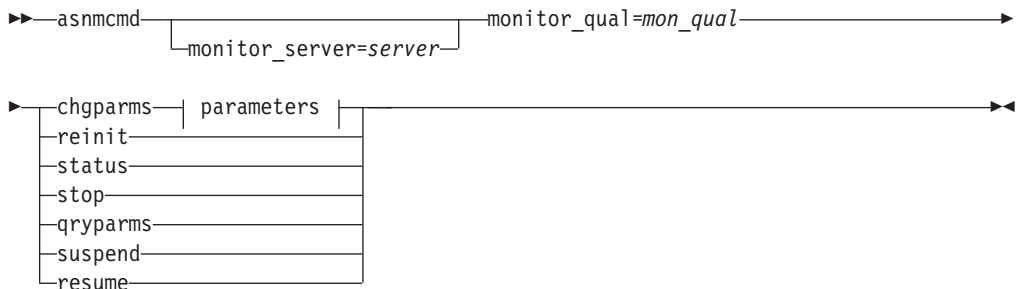 asnmcmd monitor_qual=mon_qual
monitor_server=server
chgparms parameters
reinit
status
stop
qryparms
suspend
resume